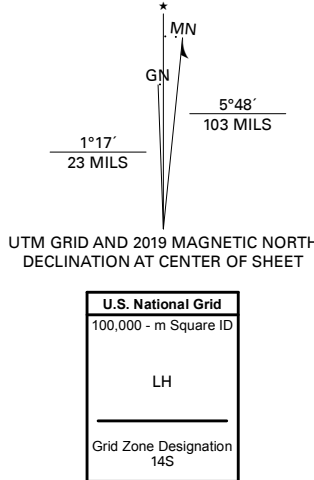 MN
GN
5°48´
103 MILS
1°17´
23 MILS
UTM GRID AND 2019 MAGNETIC NORTH
DECLINATION AT CENTER OF SHEET
U.S. National Grid
100,000 - m Square ID
LH
Grid Zone Designation
14S